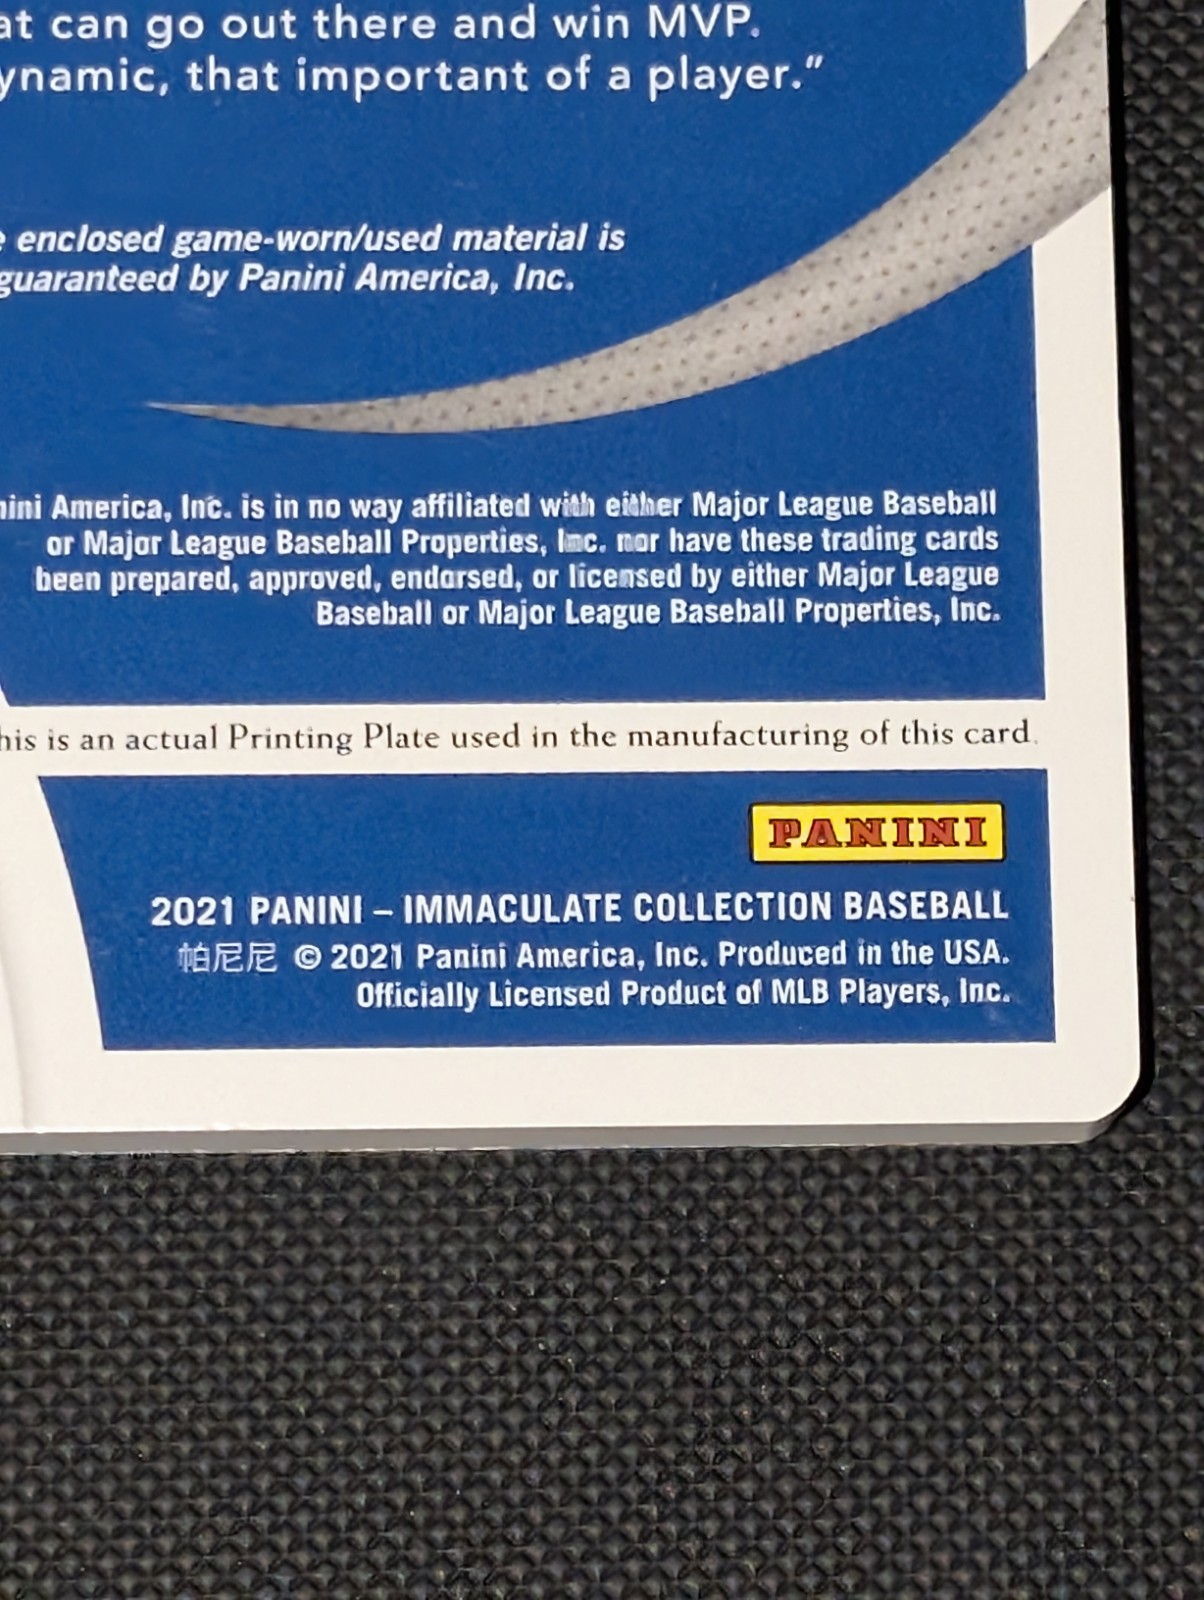 at can go out there and win MVP.
ynamic, that important of a player.”
enclosed game-worn/used material is
guaranteed by Panini America, Inc.
nini America, Inc. is in no way affiliated with either Major League Baseball
or Major League Baseball Properties, Inc. nor have these trading cards
been prepared, approved, endorsed, or licensed by either Major League
Baseball or Major League Baseball Properties, Inc.
his is an actual Printing Plate used in the manufacturing of this card.
PANINI
2021 PANINI – IMMACULATE COLLECTION BASEBALL
帕尼尼 © 2021 Panini America, Inc. Produced in the USA.
Officially Licensed Product of MLB Players, Inc.